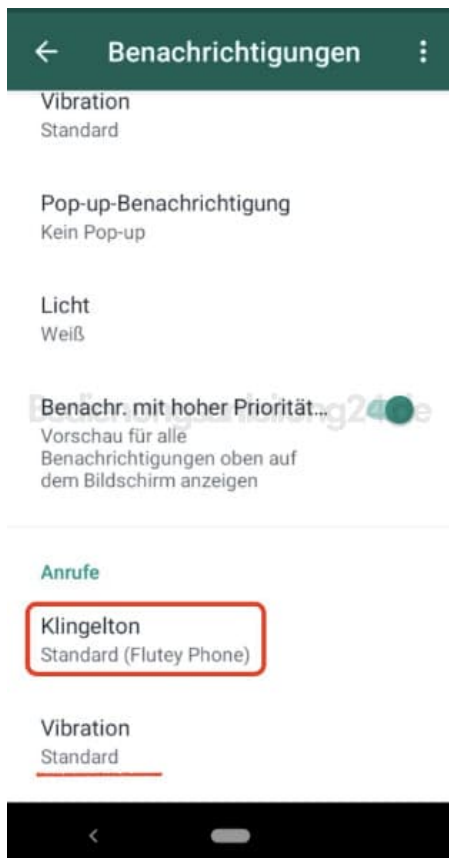 Benachrichtigungen
Vibration
Standard
Pop-up-Benachrichtigung
Kein Pop-up
Licht
Weiß
Benachr. mit hoher Priorität...
Vorschau für alle
Benachrichtigungen oben auf
dem Bildschirm anzeigen
Anrufe
Klingelton
Standard (Flutey Phone)
Vibration
Standard